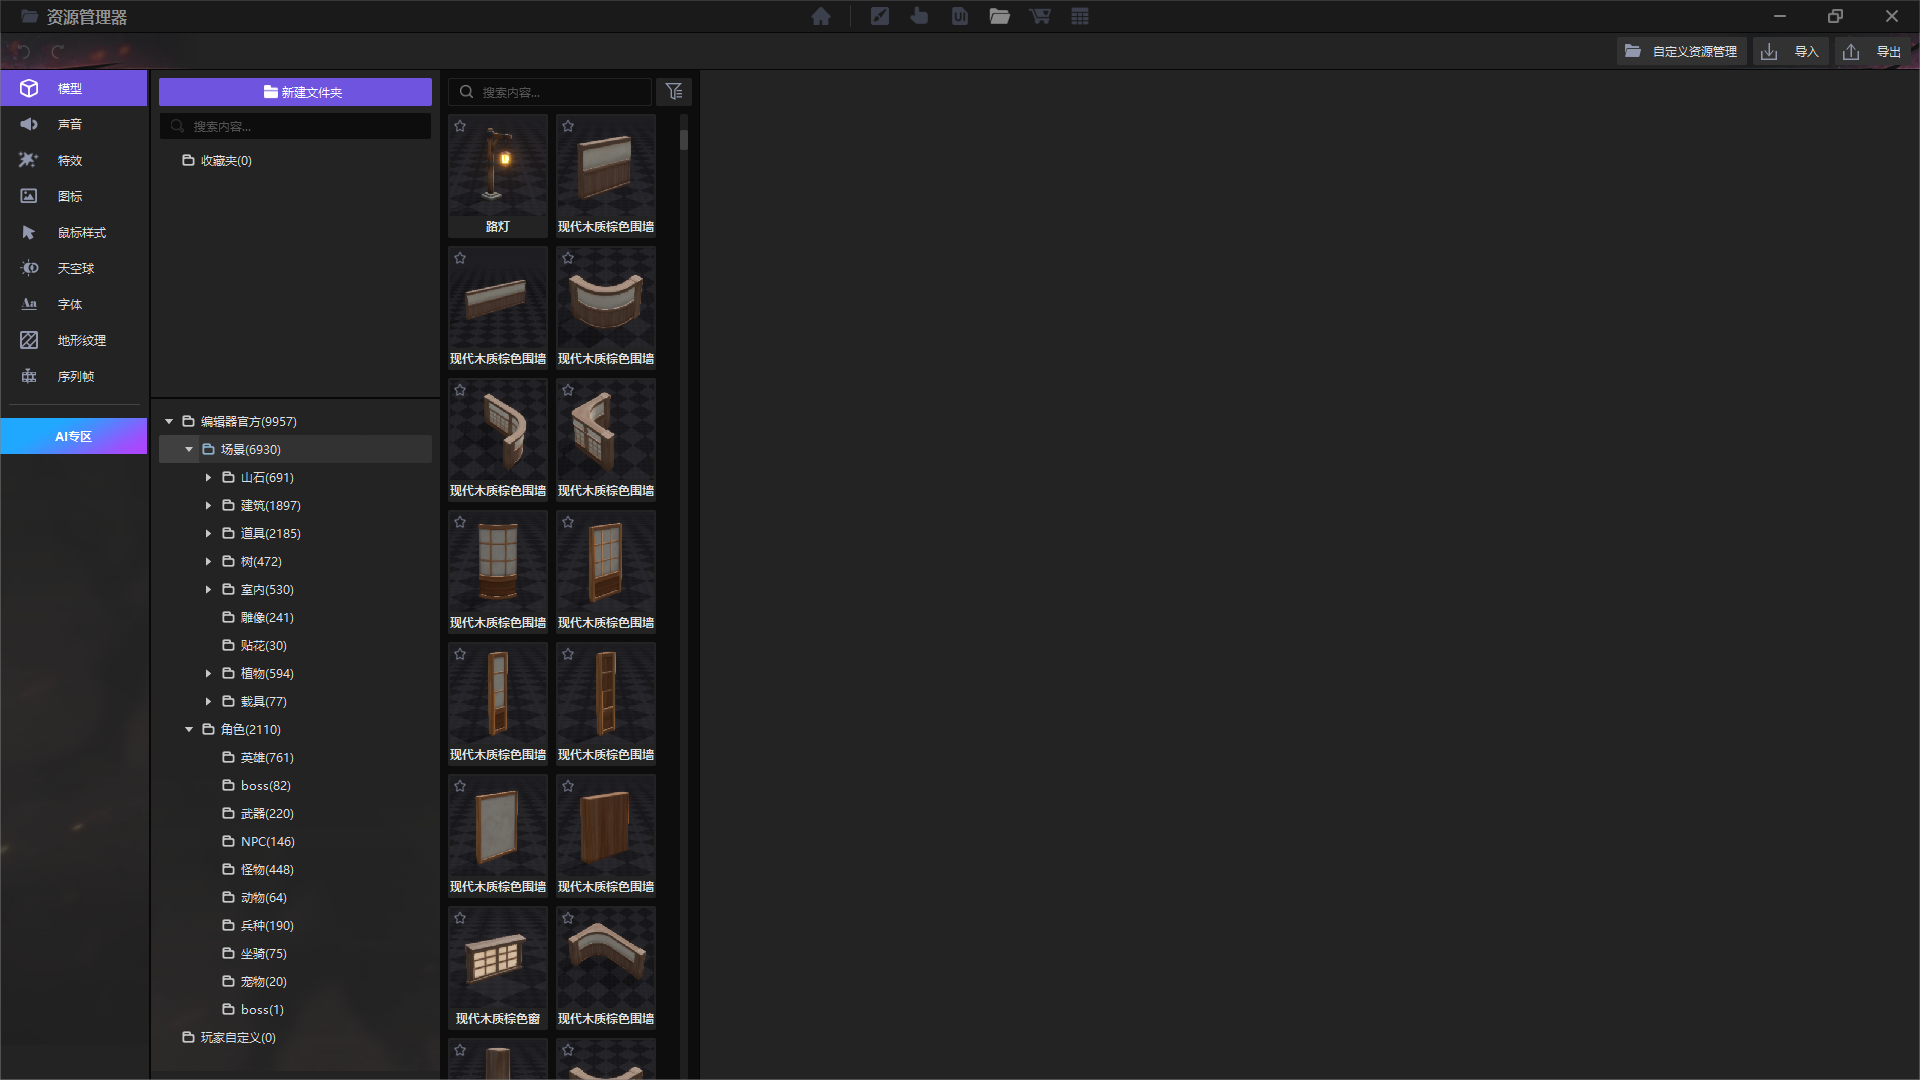 资源管理器
UI
自定义资源管理
导入
导出
模型
声音
特效
图标
鼠标样式
天空球
Aa
字体
地形纹理
序列帧
AI专区
新建文件夹
搜索内容...
收藏夹(0)
编辑器官方(9957)
场景(6930)
山石(691)
建筑(1897)
道具(2185)
树(472)
室内(530)
雕像(241)
贴花(30)
植物(594)
载具(77)
角色(2110)
英雄(761)
boss(82)
武器(220)
NPC(146)
怪物(448)
动物(64)
兵种(190)
坐骑(75)
宠物(20)
boss(1)
玩家自定义(0)
搜索内容...
路灯
现代木质棕色围墙
现代木质棕色围墙
现代木质棕色围墙
现代木质棕色围墙
现代木质棕色围墙
现代木质棕色围墙
现代木质棕色围墙
现代木质棕色围墙
现代木质棕色围墙
现代木质棕色围墙
现代木质棕色围墙
现代木质棕色窗
现代木质棕色围墙